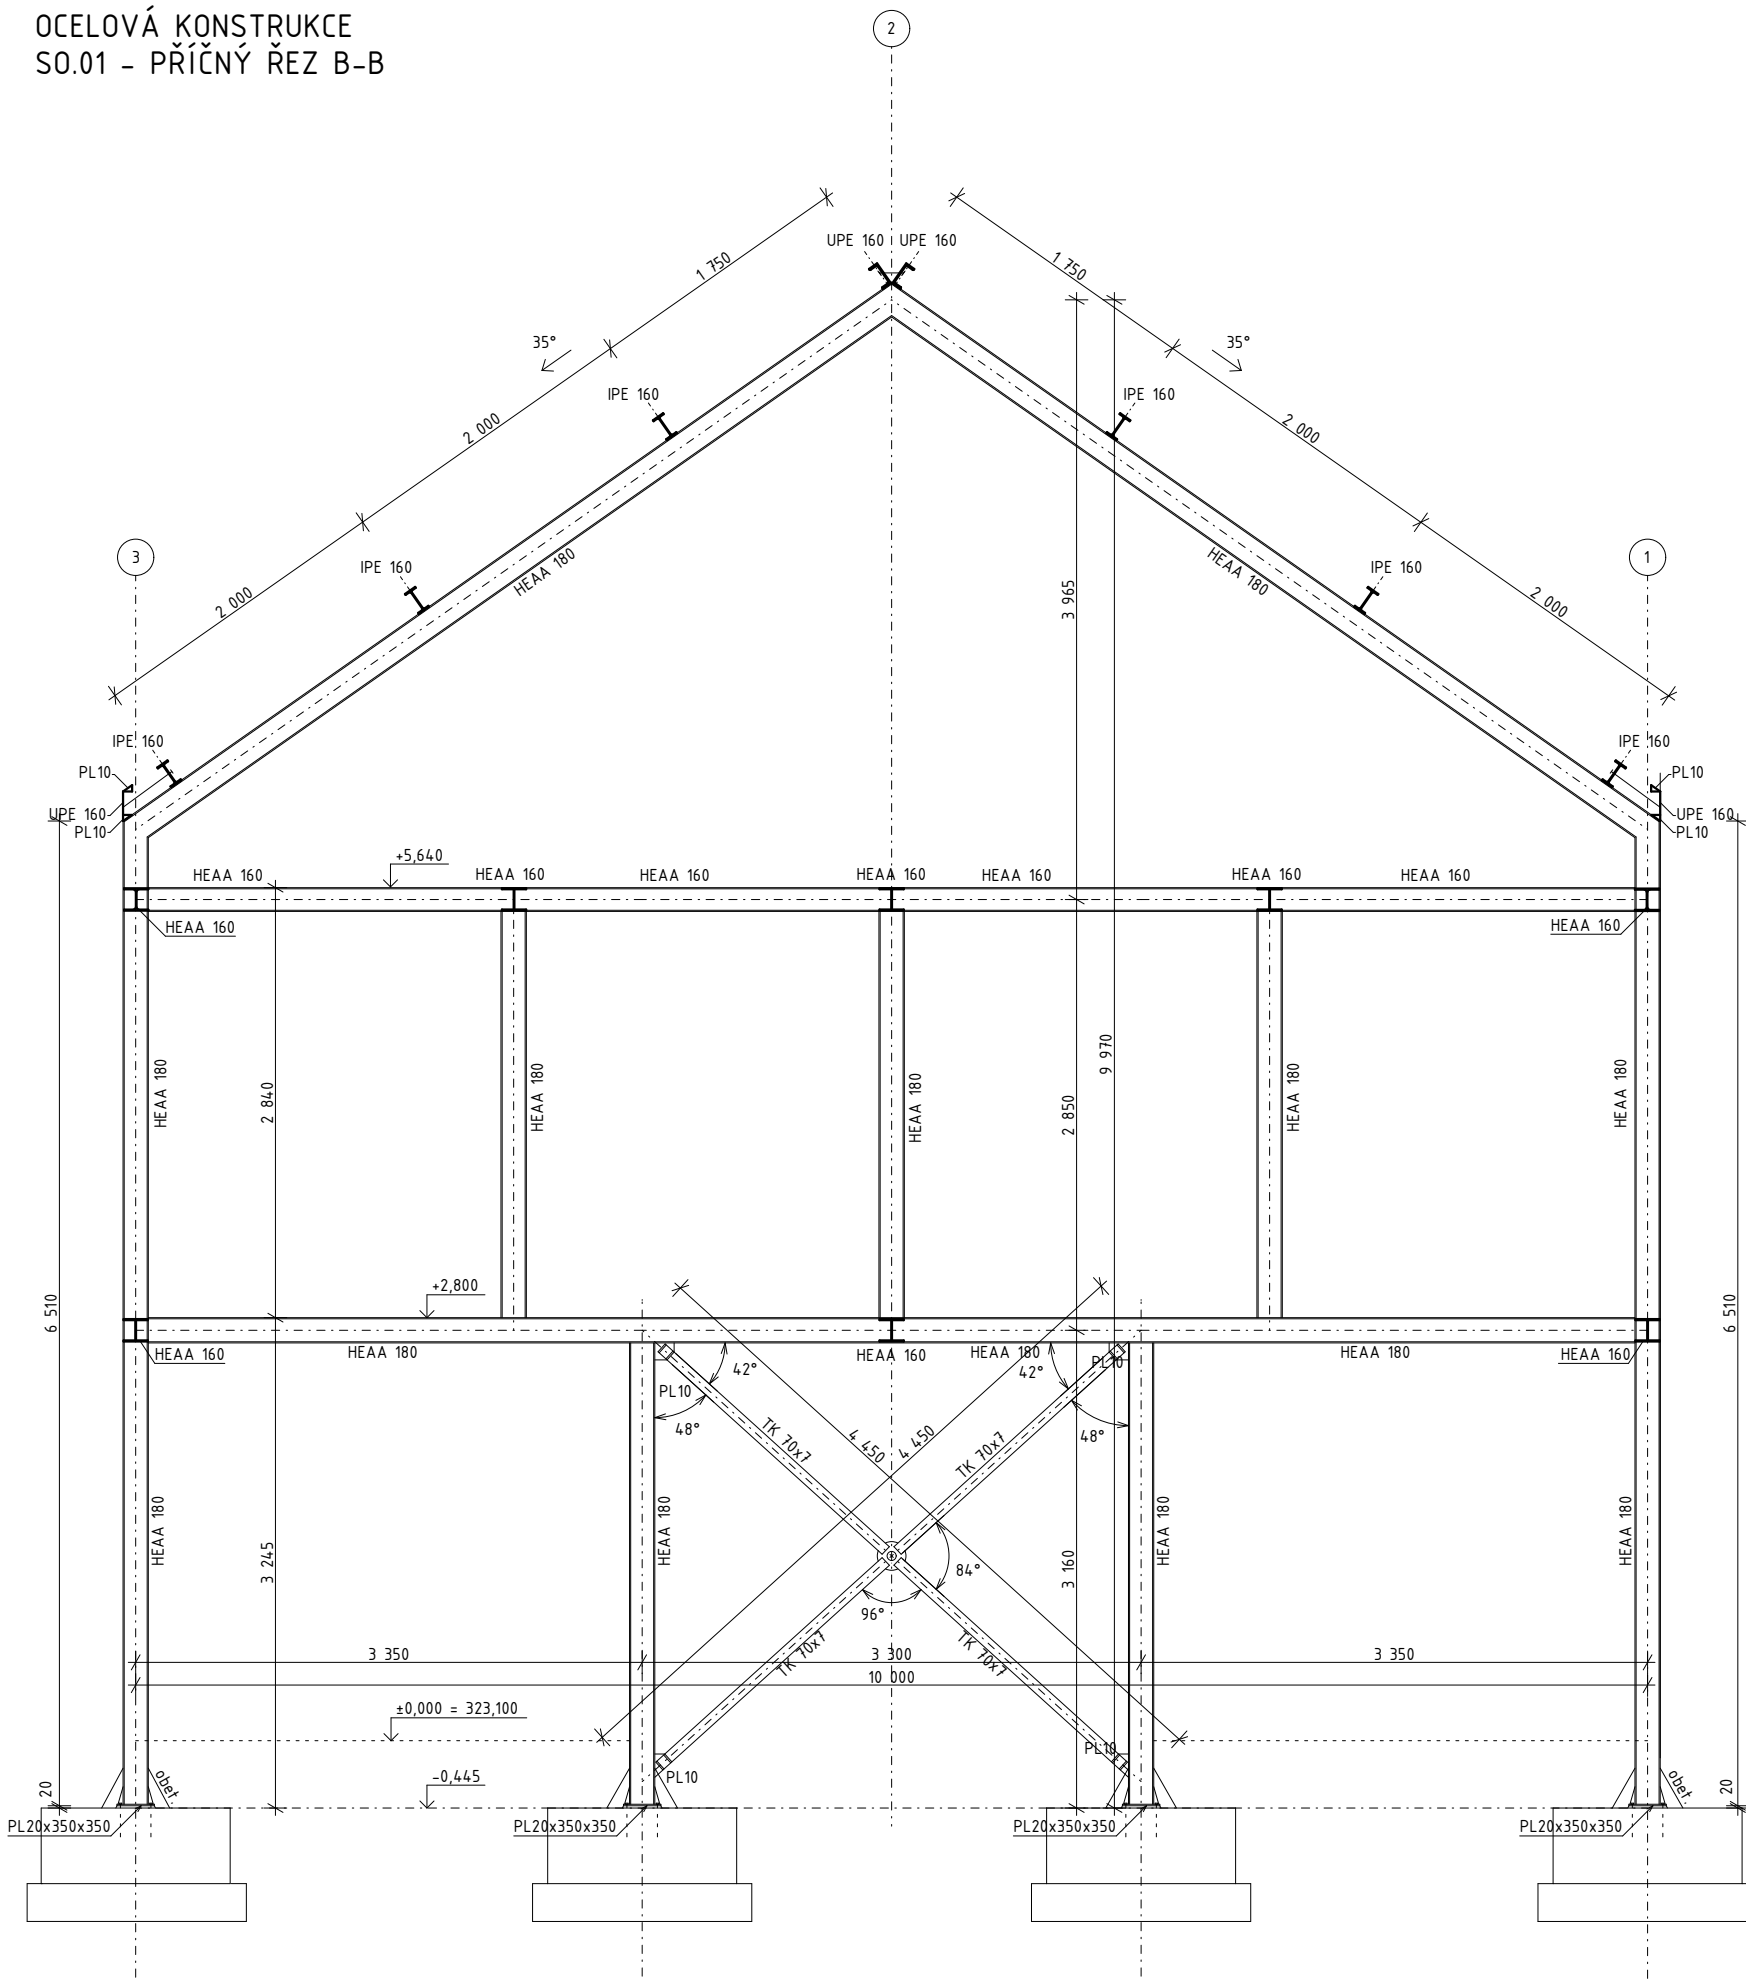 OCELOVÁ KONSTRUKCE
SO.01 - PŘÍČNÝ ŘEZ B-B
2
UPE 160 UPE 160
1 750 1 750
35° 35°
IPE 160 IPE 160
2 000 2 000
3 1
IPE 160 HEAA 180 HEAA 180 IPE 160
2 000 3 965 2 000
IPE 160 IPE 160
PL10 PL10
UPE 160 UPE 160
PL10 PL10
+5,640
HEAA 160 HEAA 160 HEAA 160 HEAA 160 HEAA 160 HEAA 160 HEAA 160
HEAA 160 HEAA 160
9 970
HEAA 180 2 840 HEAA 180 HEAA 180 2 850 HEAA 180 HEAA 180
+2,800
6 510 6 510
HEAA 160 HEAA 180 HEAA 160 HEAA 180 HEAA 180 HEAA 160
PL10
42° 42°
PL10
48° 48°
TK 70x7 4 450 4 450 TK 70x7
HEAA 180 3 245 HEAA 180 3 160 HEAA 180 HEAA 180
84°
96°
TK 70x7 TK 70x7
3 350 3 300 3 350
10 000
±0,000 = 323,100
PL10
PL10
-0,445
20 obet. obet. 20
PL20x350x350 PL20x350x350 PL20x350x350 PL20x350x350